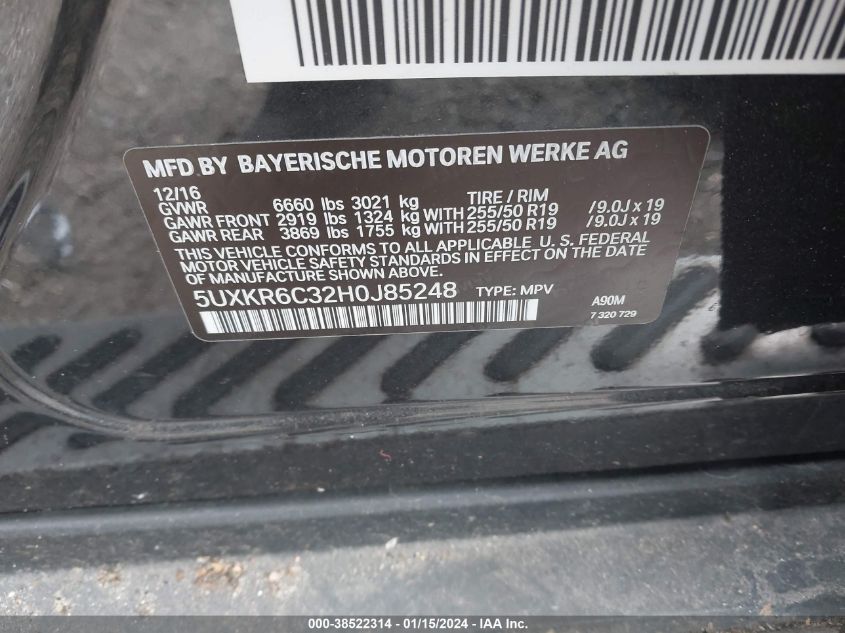 MFD BY BAYERISCHE MOTOREN WERKE AG
12/16
GVWR 6660 lbs 3021 kg TIRE / RIM
GAWR FRONT 2919 lbs 1324 kg WITH 255/50 R19 /9.0J x 19
GAWR REAR 3869 lbs 1755 kg WITH 255/50 R19 /9.0J x 19
THIS VEHICLE CONFORMS TO ALL APPLICABLE U. S. FEDERAL
MOTOR VEHICLE SAFETY STANDARDS IN EFFECT ON THE DATE
OF MANUFACTURE SHOWN ABOVE.
5UXKR6C32H0J85248 TYPE: MPV A90M
7 320 729
000-38522314 - 01/15/2024 - IAA Inc.